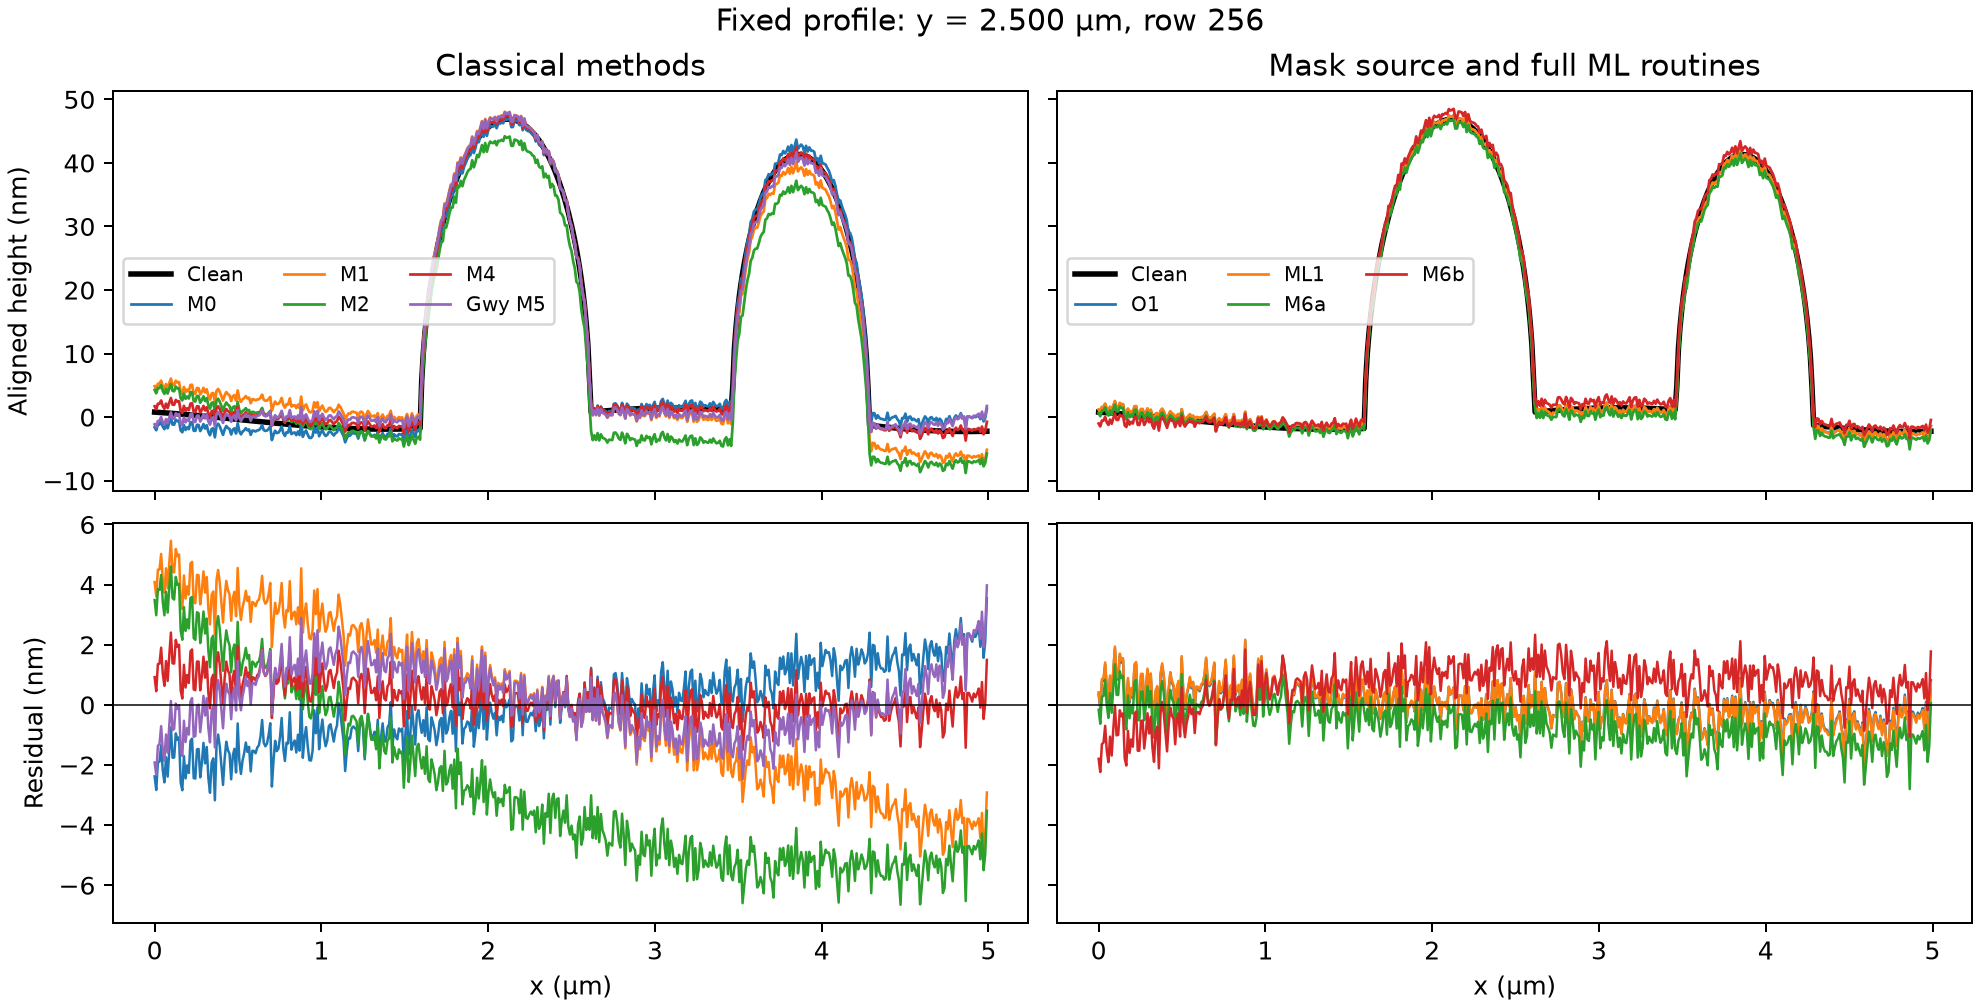 Fixed profile: y = 2.500 μm, row 256
Classical methods
Mask source and full ML routines
Aligned height (nm)
50
40
30
20
10
0
−10
Clean
M0
M1
M2
M4
Gwy M5
Clean
O1
ML1
M6a
M6b
Residual (nm)
6
4
2
0
−2
−4
−6
0 1 2 3 4 5
x (μm)
0 1 2 3 4 5
x (μm)